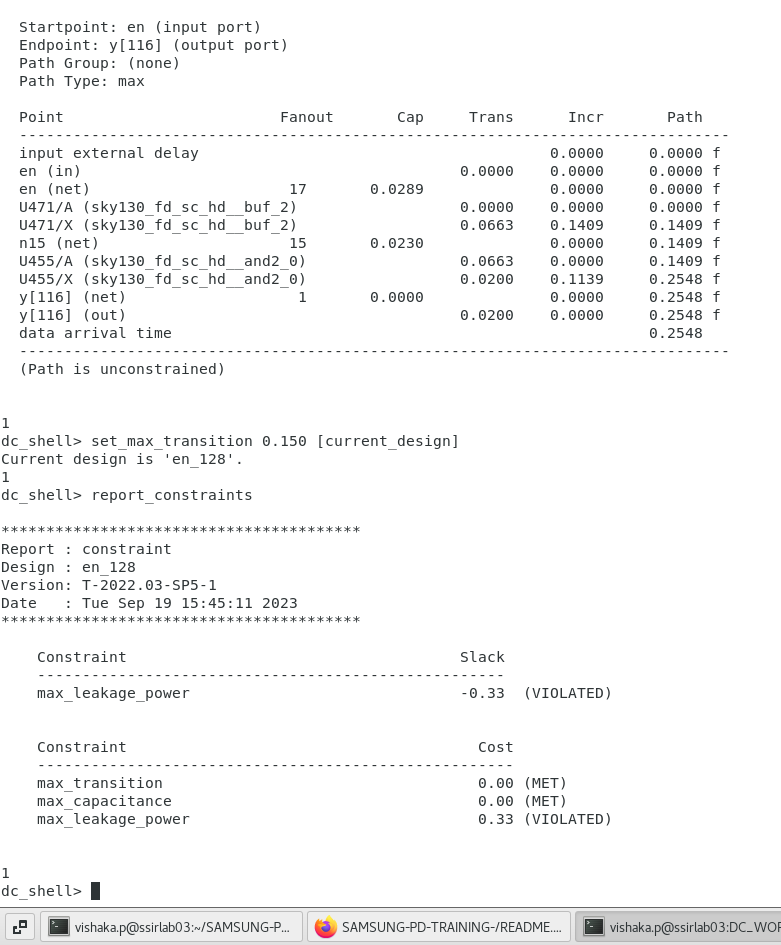 Startpoint: en (input port)
Endpoint: y[116] (output port)
Path Group: (none)
Path Type: max
Point Fanout Cap Trans Incr Path
--------------------------------------------------------------------------------
input external delay 0.0000 0.0000 f
en (in) 0.0000 0.0000 0.0000 f
en (net) 17 0.0289 0.0000 0.0000 f
U471/A (sky130_fd_sc_hd__buf_2) 0.0000 0.0000 0.0000 f
U471/X (sky130_fd_sc_hd__buf_2) 0.0663 0.1409 0.1409 f
n15 (net) 15 0.0230 0.0000 0.1409 f
U455/A (sky130_fd_sc_hd__and2_0) 0.0663 0.0000 0.1409 f
U455/X (sky130_fd_sc_hd__and2_0) 0.0200 0.1139 0.2548 f
y[116] (net) 1 0.0000 0.0000 0.2548 f
y[116] (out) 0.0200 0.0000 0.2548 f
data arrival time 0.2548
--------------------------------------------------------------------------------
(Path is unconstrained)
1
dc_shell> set_max_transition 0.150 [current_design]
Current design is 'en_128'.
1
dc_shell> report_constraints
****************************************
Report : constraint
Design : en_128
Version: T-2022.03-SP5-1
Date : Tue Sep 19 15:45:11 2023
****************************************
Constraint Slack
----------------------------------------------------
max_leakage_power -0.33 (VIOLATED)
Constraint Cost
-----------------------------------------------------
max_transition 0.00 (MET)
max_capacitance 0.00 (MET)
max_leakage_power 0.33 (VIOLATED)
1
dc_shell>
vishaka.p@ssirlab03:~/SAMSUNG-P... SAMSUNG-PD-TRAINING-/README.... vishaka.p@ssirlab03:DC_WO